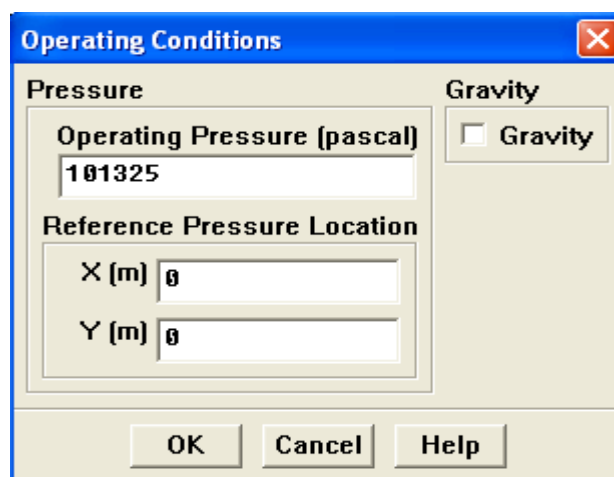 Operating Conditions
Pressure
Operating Pressure (pascal)
101325
Reference Pressure Location
X (m) 0
Y (m) 0
Gravity
Gravity
OK Cancel Help